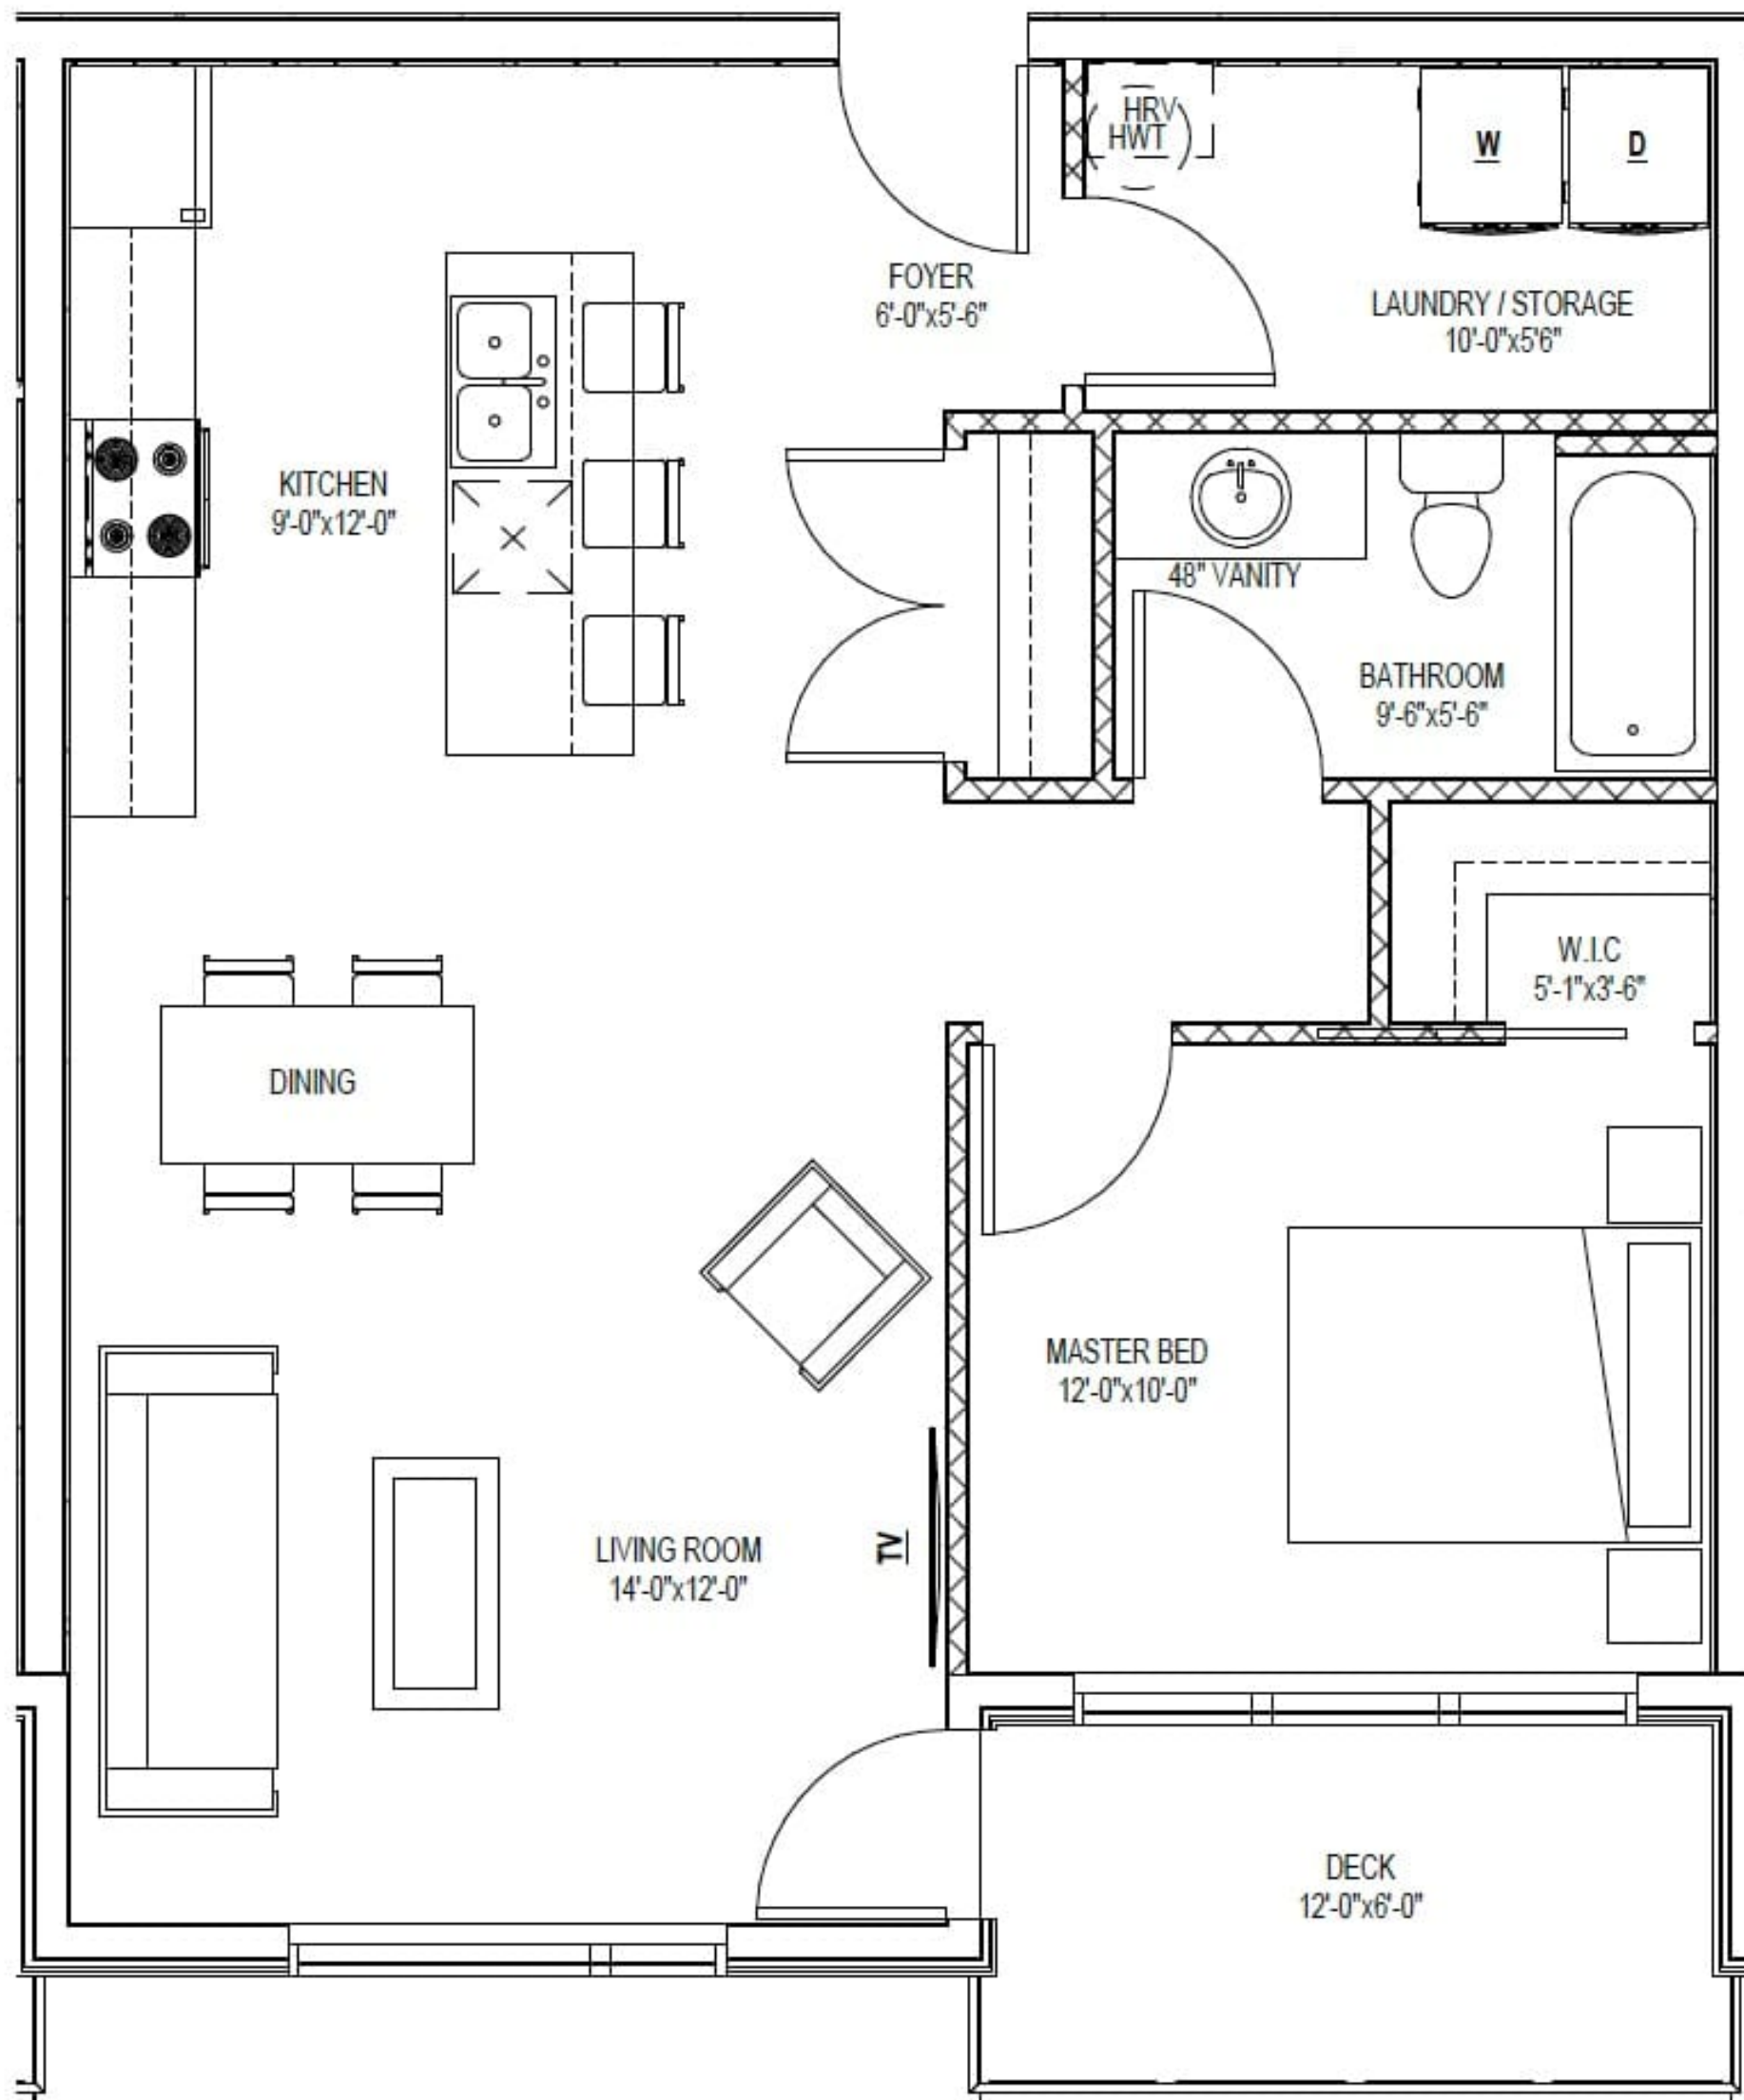 HRV
HWT
W
D
FOYER
6'-0"x5'-6"
LAUNDRY / STORAGE
10'-0"x5'6"
KITCHEN
9'-0"x12'-0"
48" VANITY
BATHROOM
9'-6"x5'-6"
W.I.C
5'-1"x3'-6"
DINING
MASTER BED
12'-0"x10'-0"
LIVING ROOM
14'-0"x12'-0"
TV
DECK
12'-0"x6'-0"